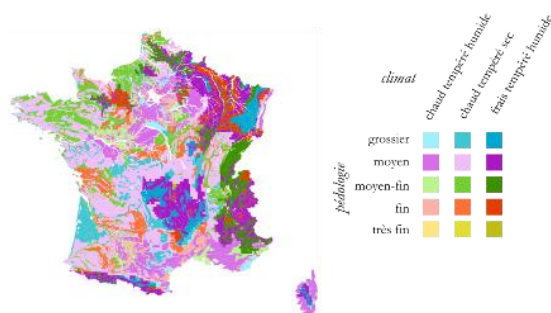 climat
chaud tempéré humide
chaud tempéré sec
frais tempéré humide
pédologie
grossier
moyen
moyen-fin
fin
très fin